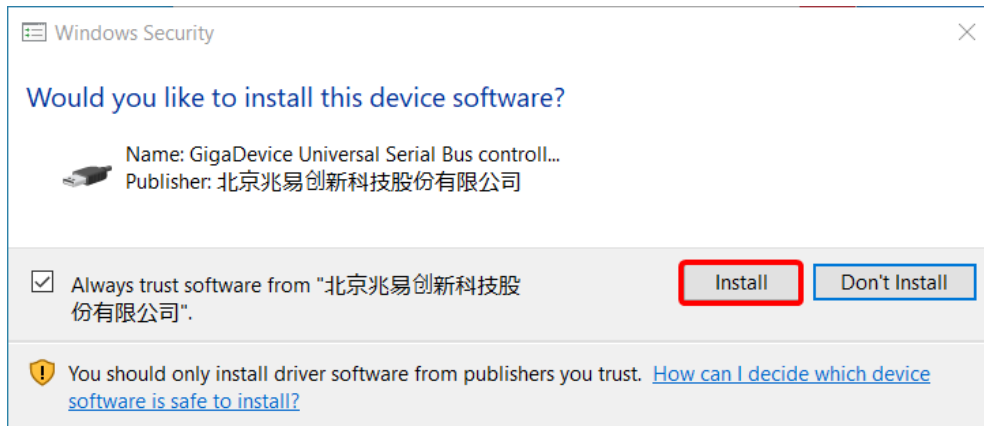 Windows Security
Would you like to install this device software?
Name: GigaDevice Universal Serial Bus controll...
Publisher: 北京兆易创新科技股份有限公司
Always trust software from "北京兆易创新科技股
份有限公司".
Install
Don't Install
You should only install driver software from publishers you trust. How can I decide which device
software is safe to install?